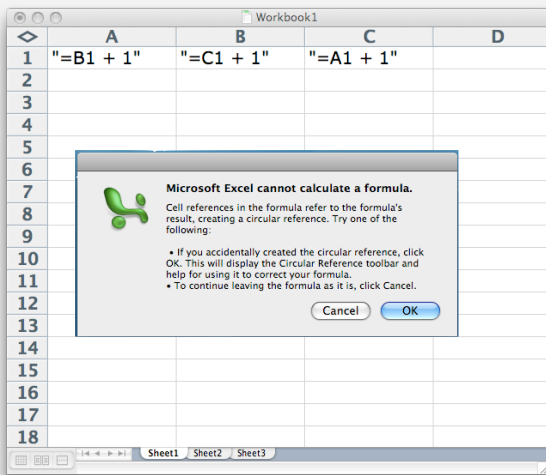 Workbook1
A B C D
1 "=B1 + 1" "=C1 + 1" "=A1 + 1"
2
3
4
5
6
7
8
9
10
11
12
13
14
15
16
17
18
Microsoft Excel cannot calculate a formula.
Cell references in the formula refer to the formula's
result, creating a circular reference. Try one of the
following:
• If you accidentally created the circular reference, click
OK. This will display the Circular Reference toolbar and
help for using it to correct your formula.
• To continue leaving the formula as it is, click Cancel.
Cancel OK
Sheet1 Sheet2 Sheet3